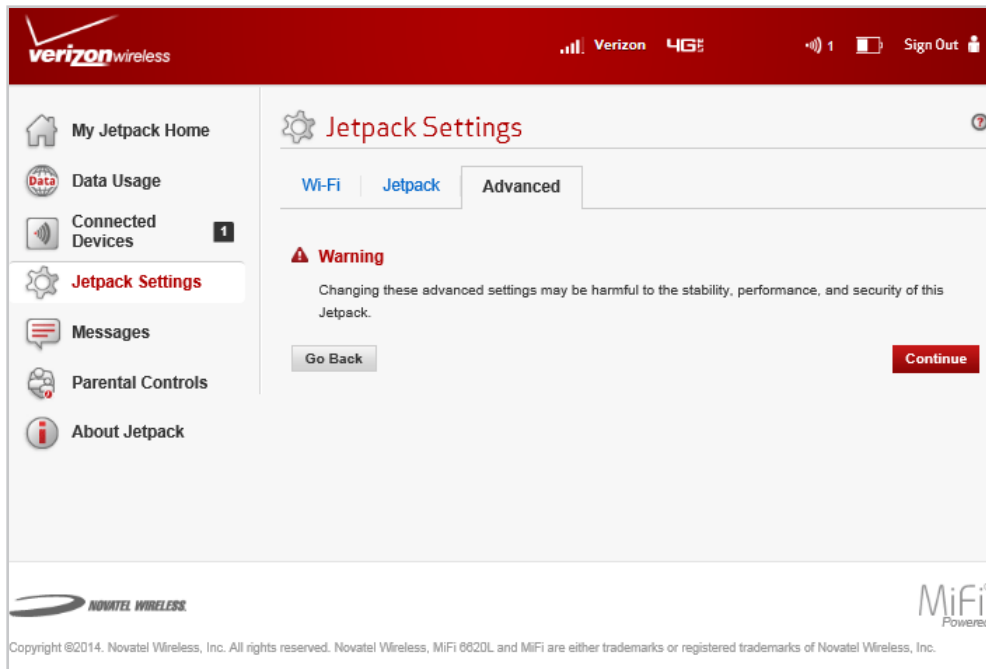 verizonwireless
Verizon 4G LTE 1 Sign Out
My Jetpack Home
Data
Data Usage
Connected
Devices
1
Jetpack Settings
Messages
Parental Controls
About Jetpack
Jetpack Settings
?
Wi-Fi Jetpack Advanced
Warning
Changing these advanced settings may be harmful to the stability, performance, and security of this
Jetpack.
Go Back Continue
NOVATEL WIRELESS.
MiFi
Powered
Copyright ©2014. Novatel Wireless, Inc. All rights reserved. Novatel Wireless, MiFi 6620L and MiFi are either trademarks or registered trademarks of Novatel Wireless, Inc.